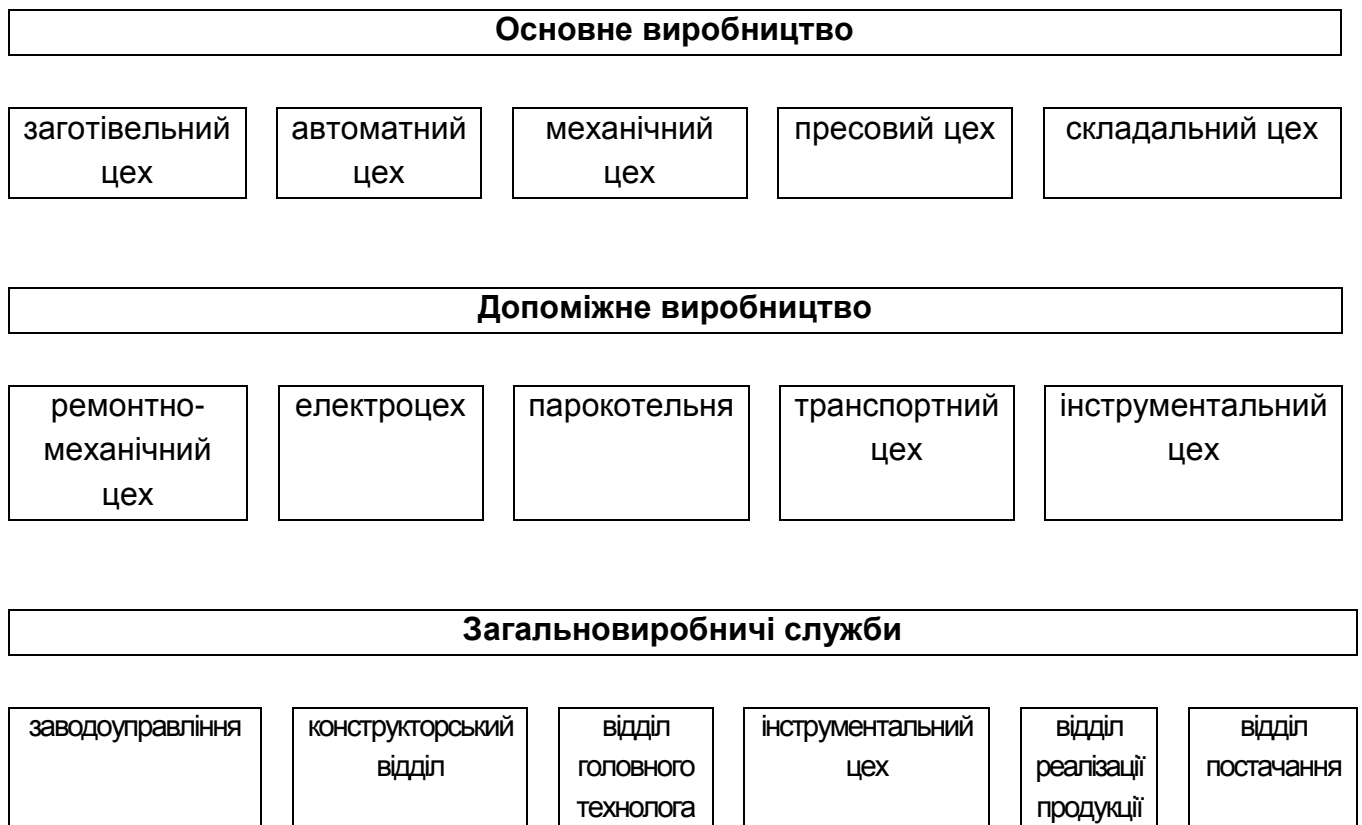 Основне виробництво
заготівельний цех
автоматний цех
механічний цех
пресовий цех
складальний цех
Допоміжне виробництво
ремонтно-
механічний
цех
електроцех
парокотельня
транспортний
цех
інструментальний
цех
Загальновиробничі служби
заводоуправління
конструкторський
відділ
відділ
головного
технолога
інструментальний
цех
відділ
реалізації
продукції
відділ
постачання